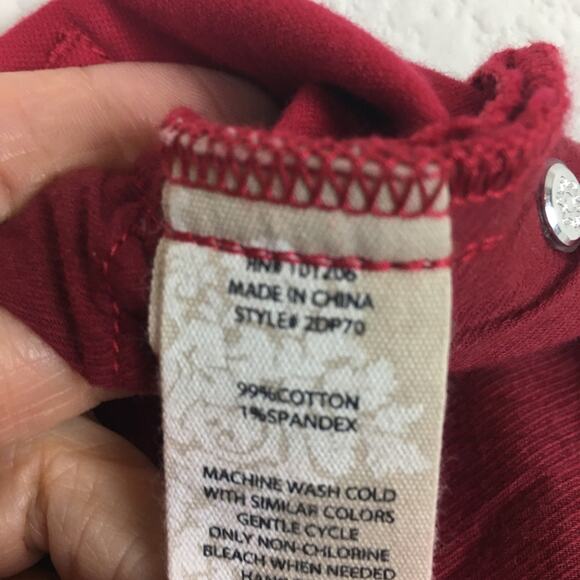 RN# 101206
MADE IN CHINA
STYLE# 2DP70
99%COTTON
1%SPANDEX
MACHINE WASH COLD
WITH SIMILAR COLORS
GENTLE CYCLE
ONLY NON-CHLORINE
BLEACH WHEN NEEDED